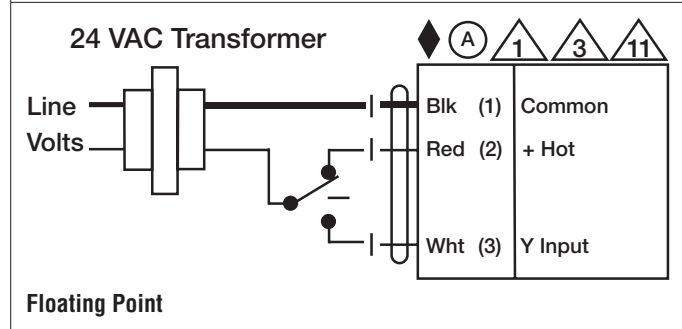 24 VAC Transformer
A 1 3 11
Line
Volts
Blk (1) Common
Red (2) + Hot
Wht (3) Y Input
Floating Point